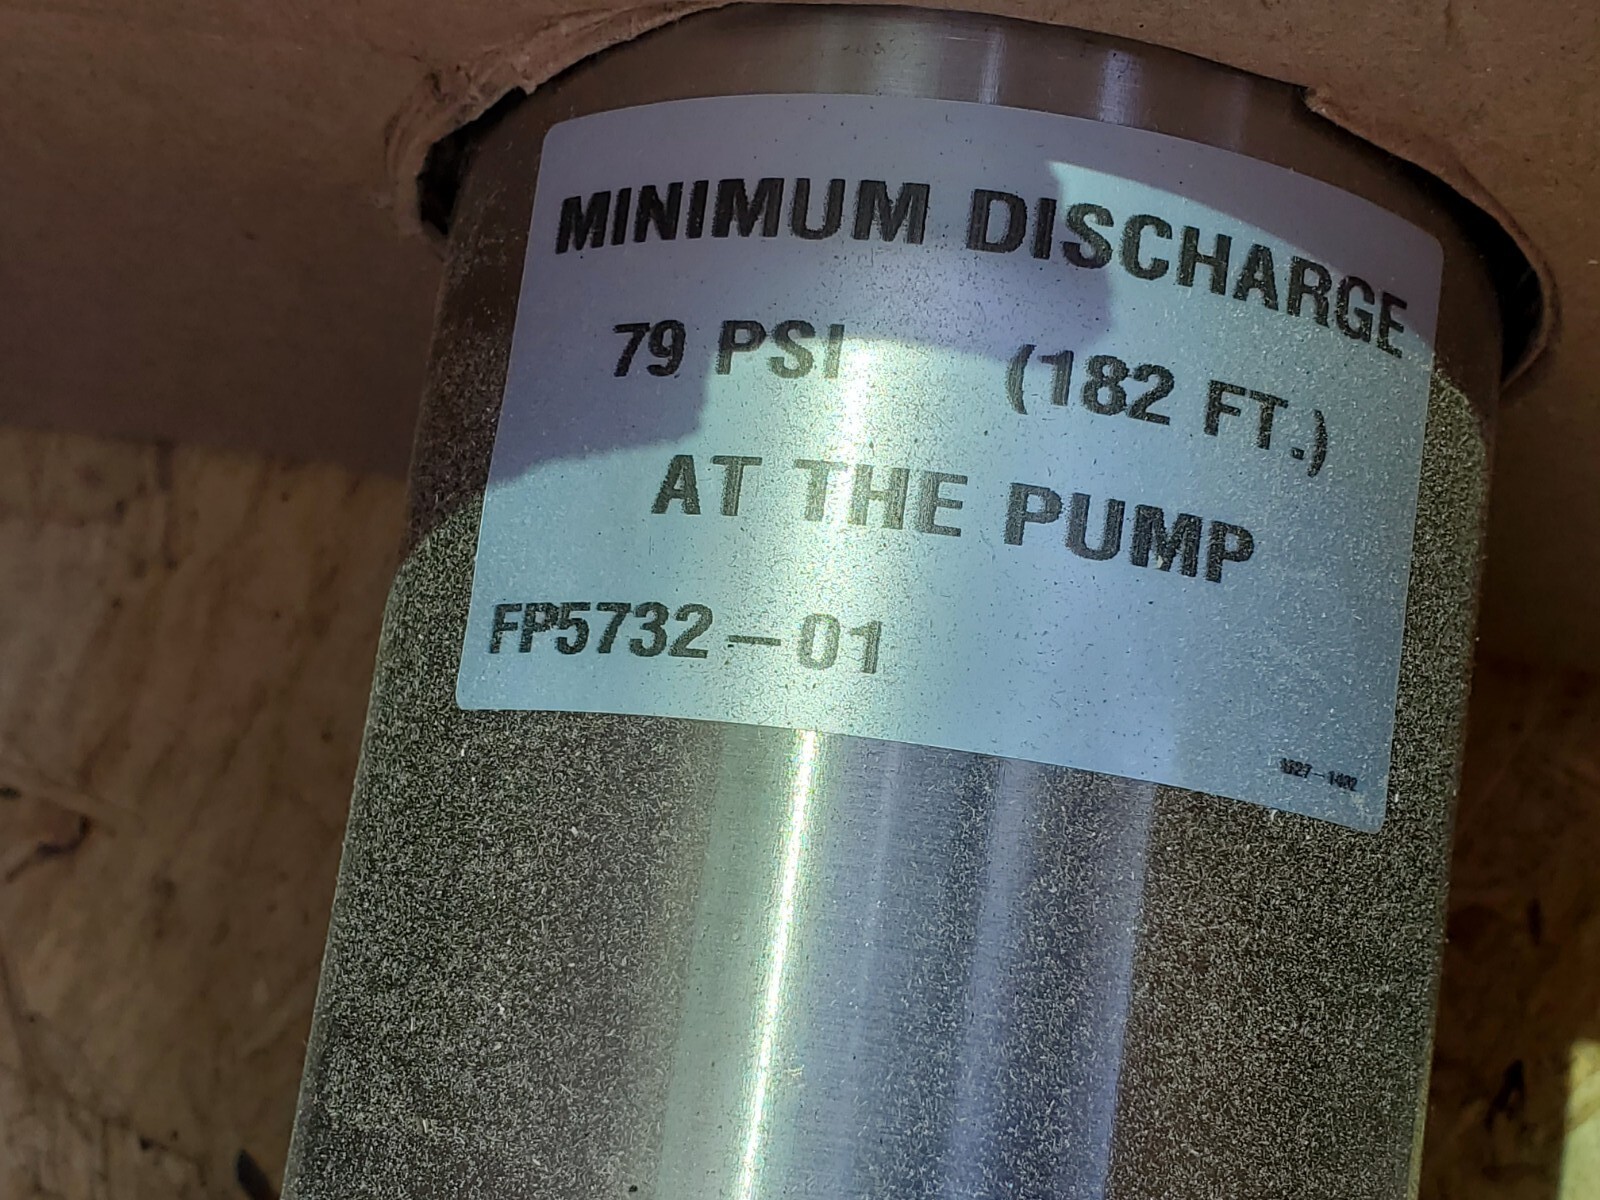 MINIMUM DISCHARGE
79 PSI (182 FT.)
AT THE PUMP
FP5732-01